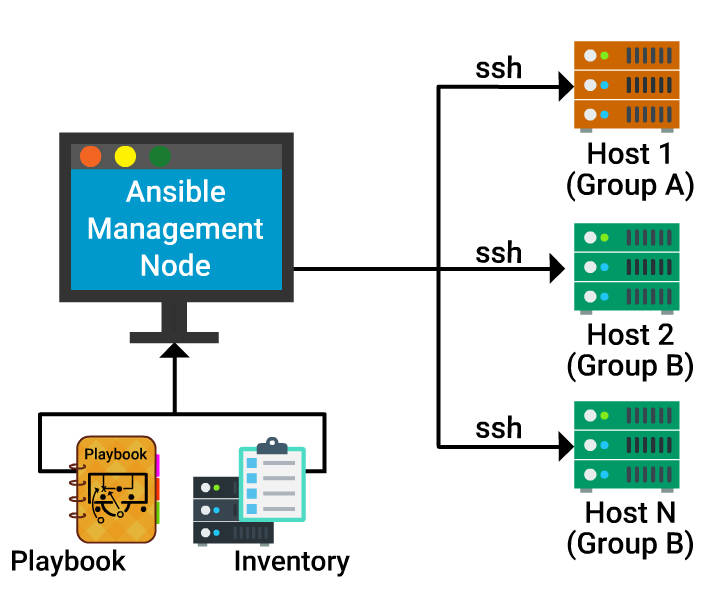 ssh
Host 1
(Group A)
Ansible
Management
Node
ssh
Host 2
(Group B)
ssh
Host N
(Group B)
Playbook
Playbook
Inventory